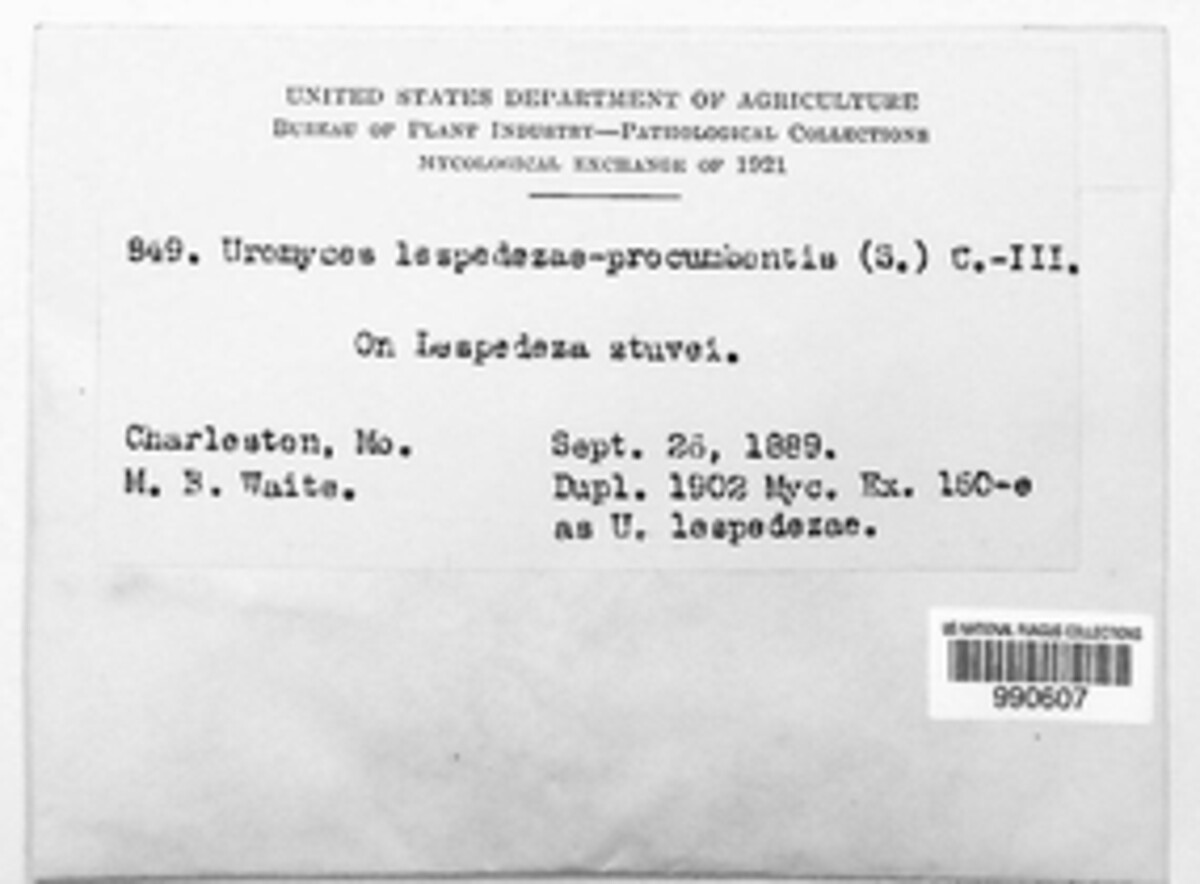 UNITED STATES DEPARTMENT OF AGRICULTURE
BUREAU OF PLANT INDUSTRY—PATHOLOGICAL COLLECTIONS
MYCOLOGICAL EXCHANGE OF 1921
849. Uromyces lespedezae-procumbentis (S.) C.-III.
On Lespedeza stuvei.
Charleston, Mo.
M. B. Waite.
Sept. 1889.
Dupl. 1902 Myc. Ex. 150-e
as U. lespedezae.
US NATIONAL FUNGUS COLLECTIONS
990607